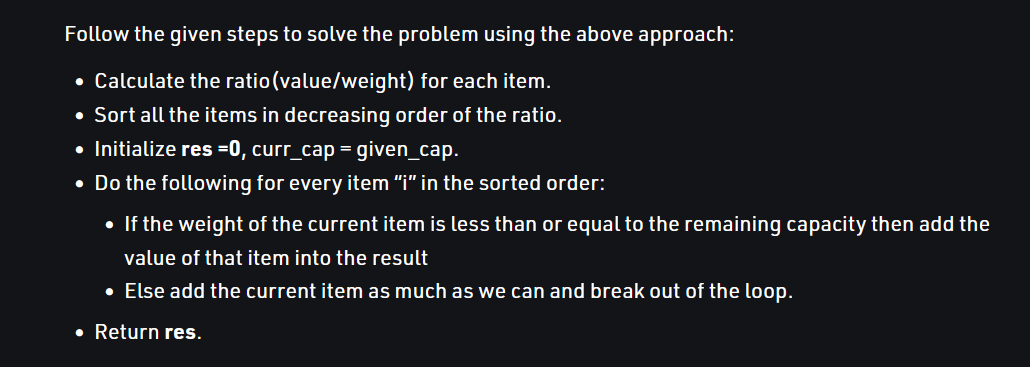 Follow the given steps to solve the problem using the above approach:
• Calculate the ratio(value/weight) for each item.
• Sort all the items in decreasing order of the ratio.
• Initialize res =0, curr_cap = given_cap.
• Do the following for every item “i” in the sorted order:
• If the weight of the current item is less than or equal to the remaining capacity then add the
value of that item into the result
• Else add the current item as much as we can and break out of the loop.
• Return res.